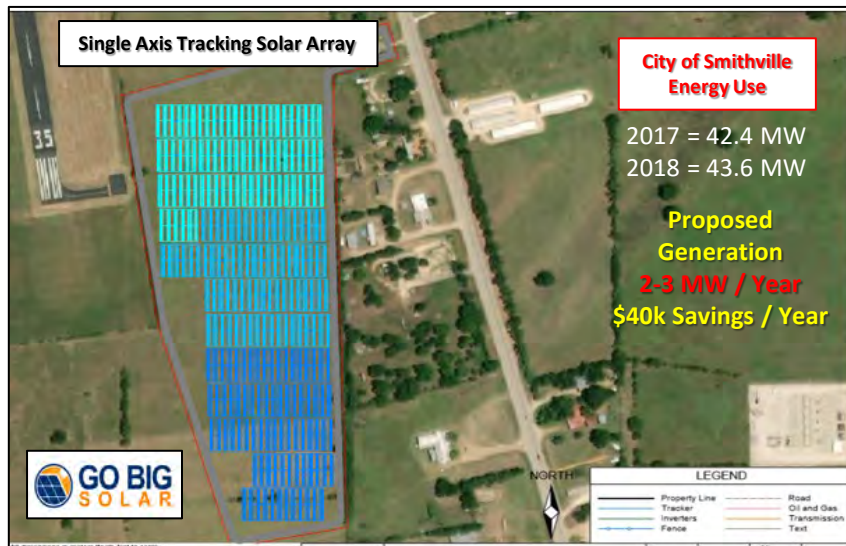 Single Axis Tracking Solar Array
City of Smithville
Energy Use
2017 = 42.4 MW
2018 = 43.6 MW
Proposed
Generation
2-3 MW / Year
$40k Savings / Year
35
GO BIG
SOLAR
NORTH
LEGEND
Property Line
Tracker
Inverters
Fence
Road
Oil and Gas
Transmission
Text